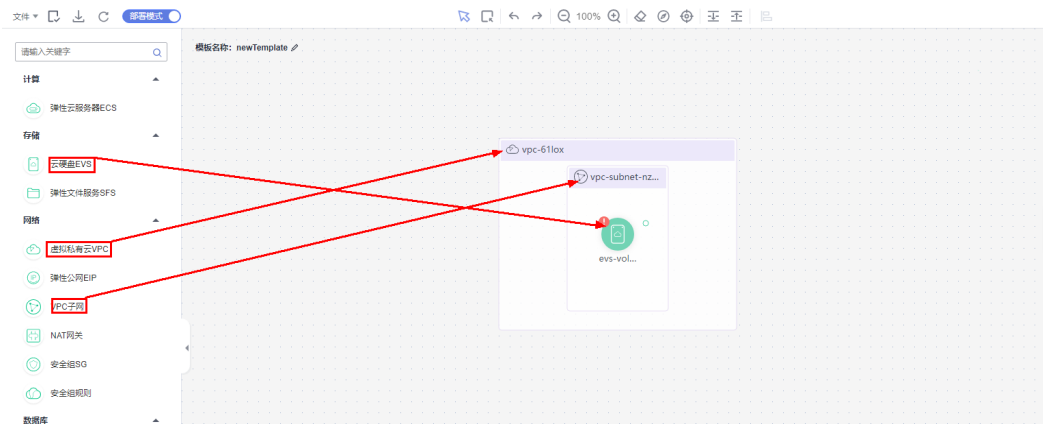 文件 部署模式 100%
请输入关键字
模板名称: newTemplate
计算
弹性云服务器ECS
存储
云硬盘EVS
弹性文件服务SFS
网络
虚拟私有云VPC
弹性公网EIP
VPC子网
NAT网关
安全组SG
安全组规则
数据库
vpc-61lox
vpc-subnet-nz...
evs-vol...